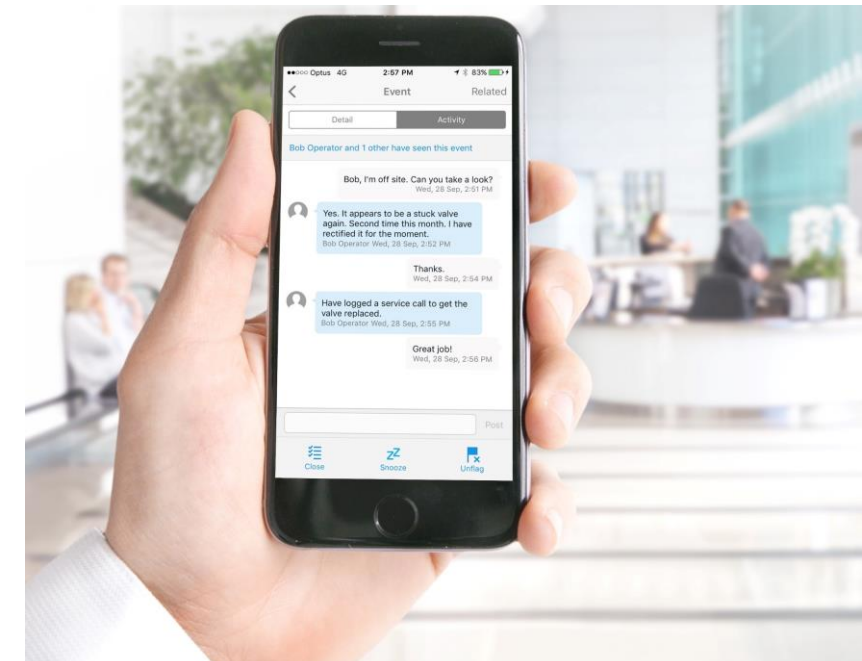 Optus 4G 2:57 PM 83%
Event Related
Detail Activity
Bob Operator and 1 other have seen this event
Bob, I'm off site. Can you take a look?
Wed, 28 Sep, 2:51 PM
Yes. It appears to be a stuck valve
again. Second time this month. I have
rectified it for the moment.
Bob Operator Wed, 28 Sep, 2:52 PM
Thanks.
Wed, 28 Sep, 2:54 PM
Have logged a service call to get the
valve replaced.
Bob Operator Wed, 28 Sep, 2:55 PM
Great job!
Wed, 28 Sep, 2:56 PM
Post
Close Snooze Unflag